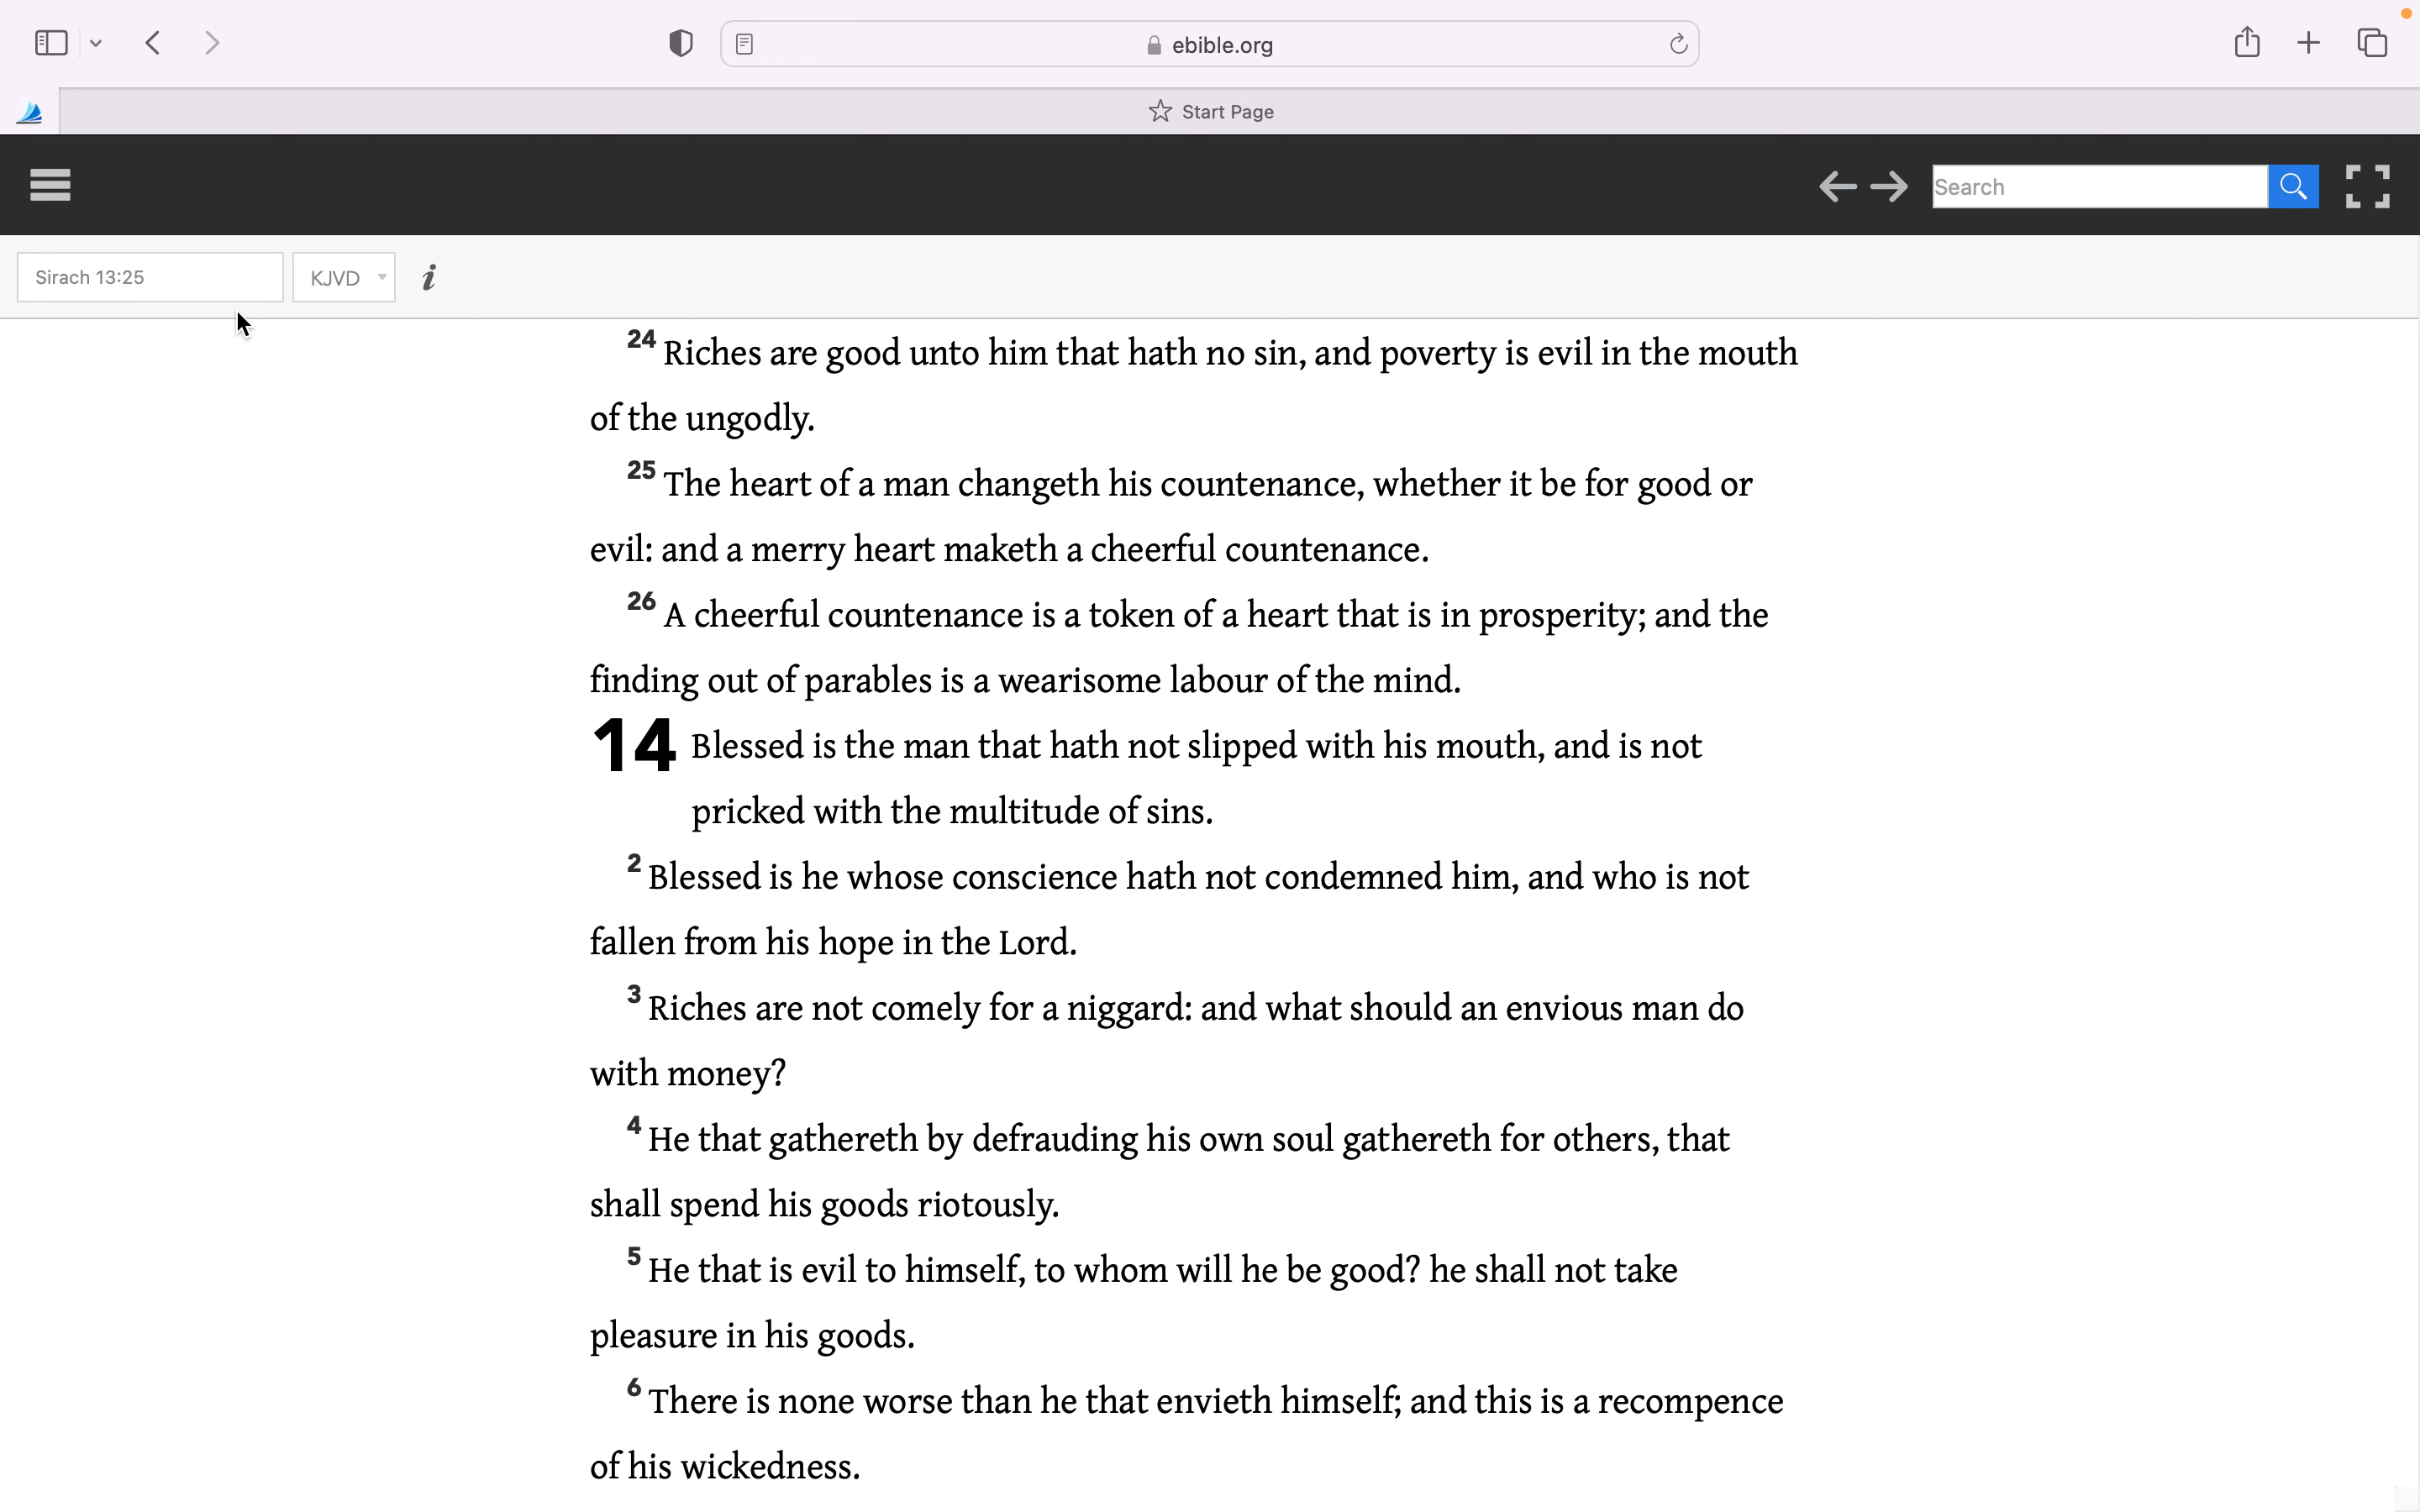 ebible.org
Start Page
Search
Sirach 13:25
KJVD
i
24 Riches are good unto him that hath no sin, and poverty is evil in the mouth
of the ungodly.
25 The heart of a man changeth his countenance, whether it be for good or
evil: and a merry heart maketh a cheerful countenance.
26 A cheerful countenance is a token of a heart that is in prosperity; and the
finding out of parables is a wearisome labour of the mind.
14 Blessed is the man that hath not slipped with his mouth, and is not
pricked with the multitude of sins.
2 Blessed is he whose conscience hath not condemned him, and who is not
fallen from his hope in the Lord.
3 Riches are not comely for a niggard: and what should an envious man do
with money?
4 He that gathereth by defrauding his own soul gathereth for others, that
shall spend his goods riotously.
5 He that is evil to himself, to whom will he be good? he shall not take
pleasure in his goods.
6 There is none worse than he that envieth himself; and this is a recompence
of his wickedness.